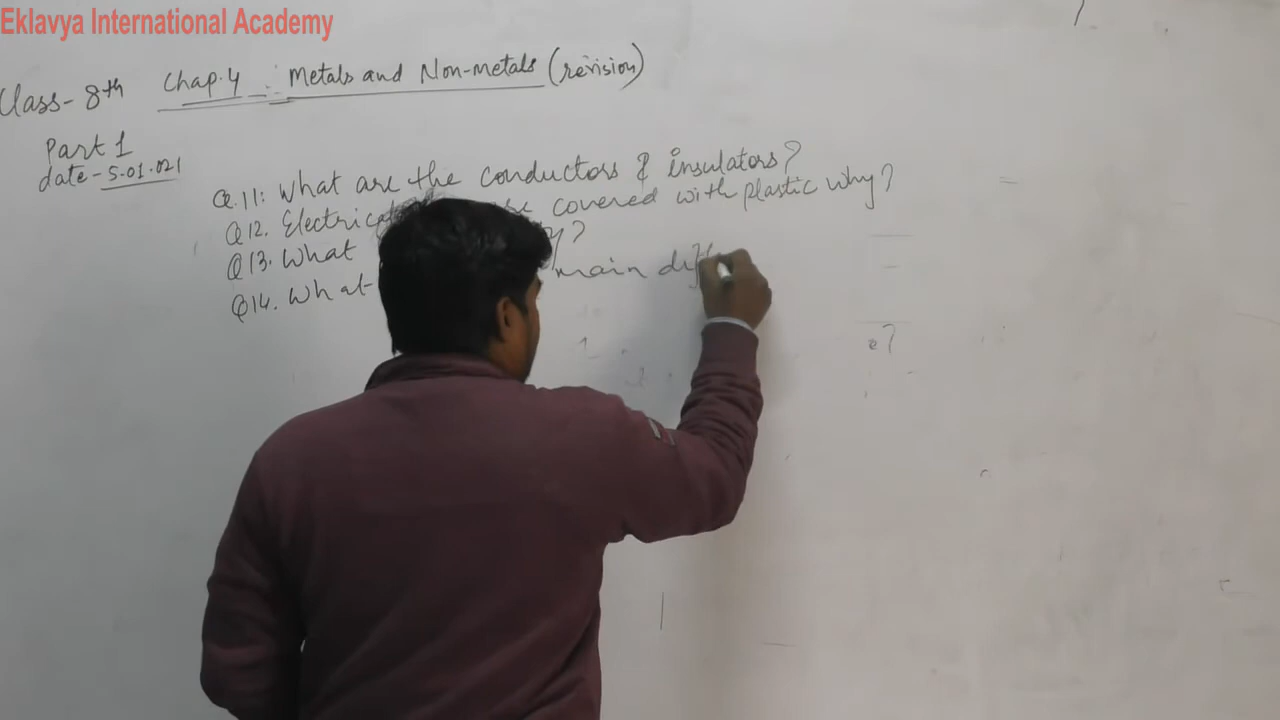 Eklavya International Academy
Class- 8th Chap.4 :- Metals and Non-metals (revision)
Part 1
date- 5.01.021
Q.11: What are the conductors & insulators?
Q12. Electrical covered with plastic why?
Q13. What
Q14. What main diff
e?